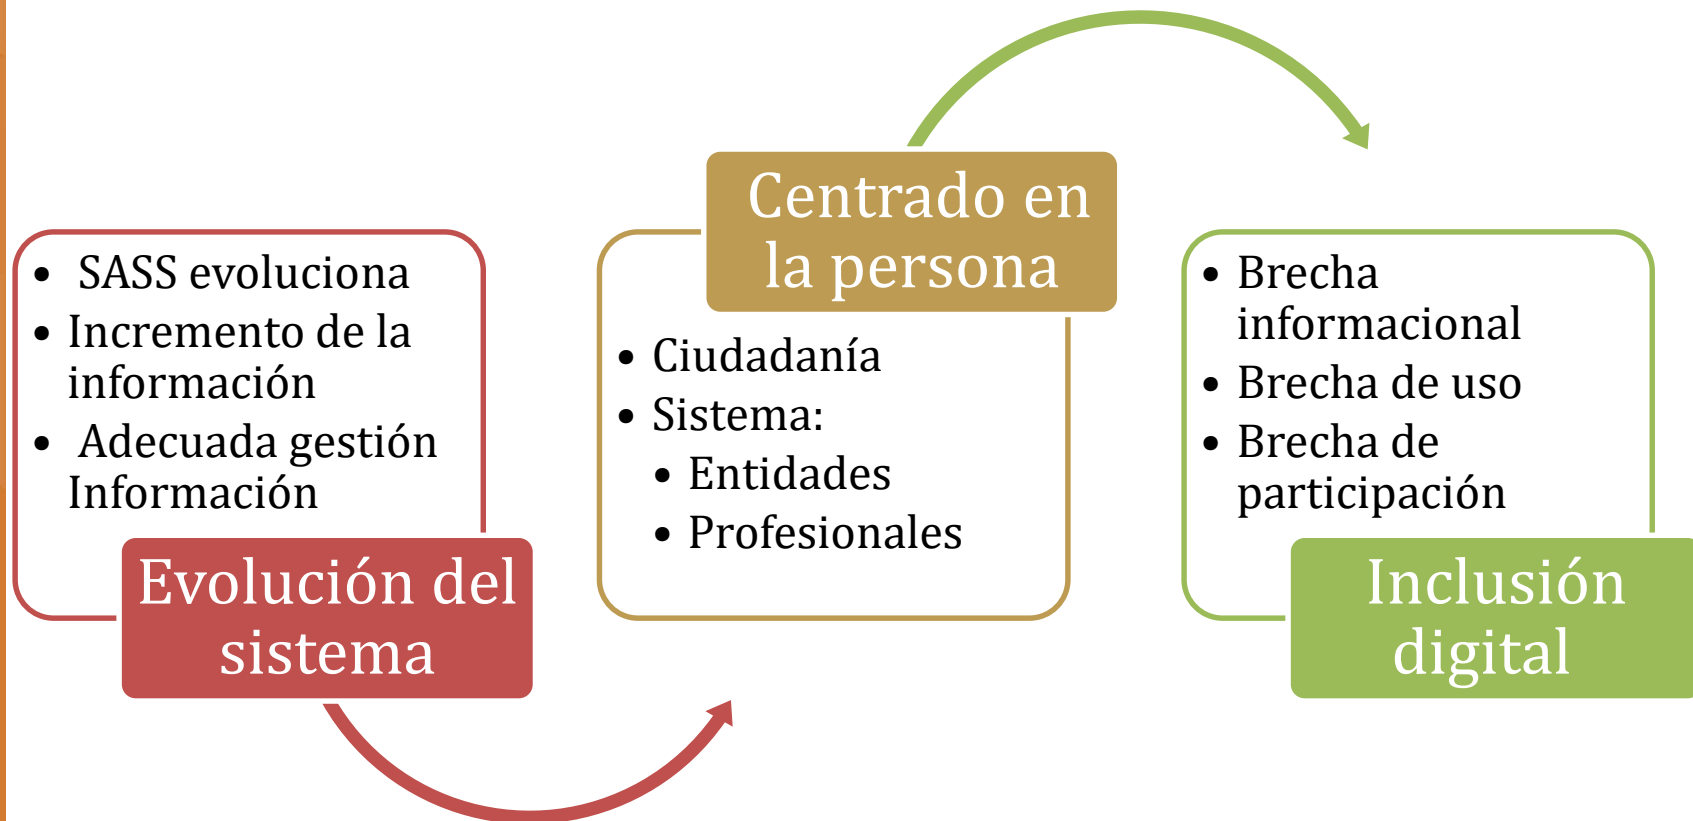 • SASS evoluciona
• Incremento de la
información
• Adecuada gestión
Información
Evolución del
sistema
Centrado en
la persona
• Ciudadanía
• Sistema:
• Entidades
• Profesionales
• Brecha
informacional
• Brecha de uso
• Brecha de
participación
Inclusión
digital